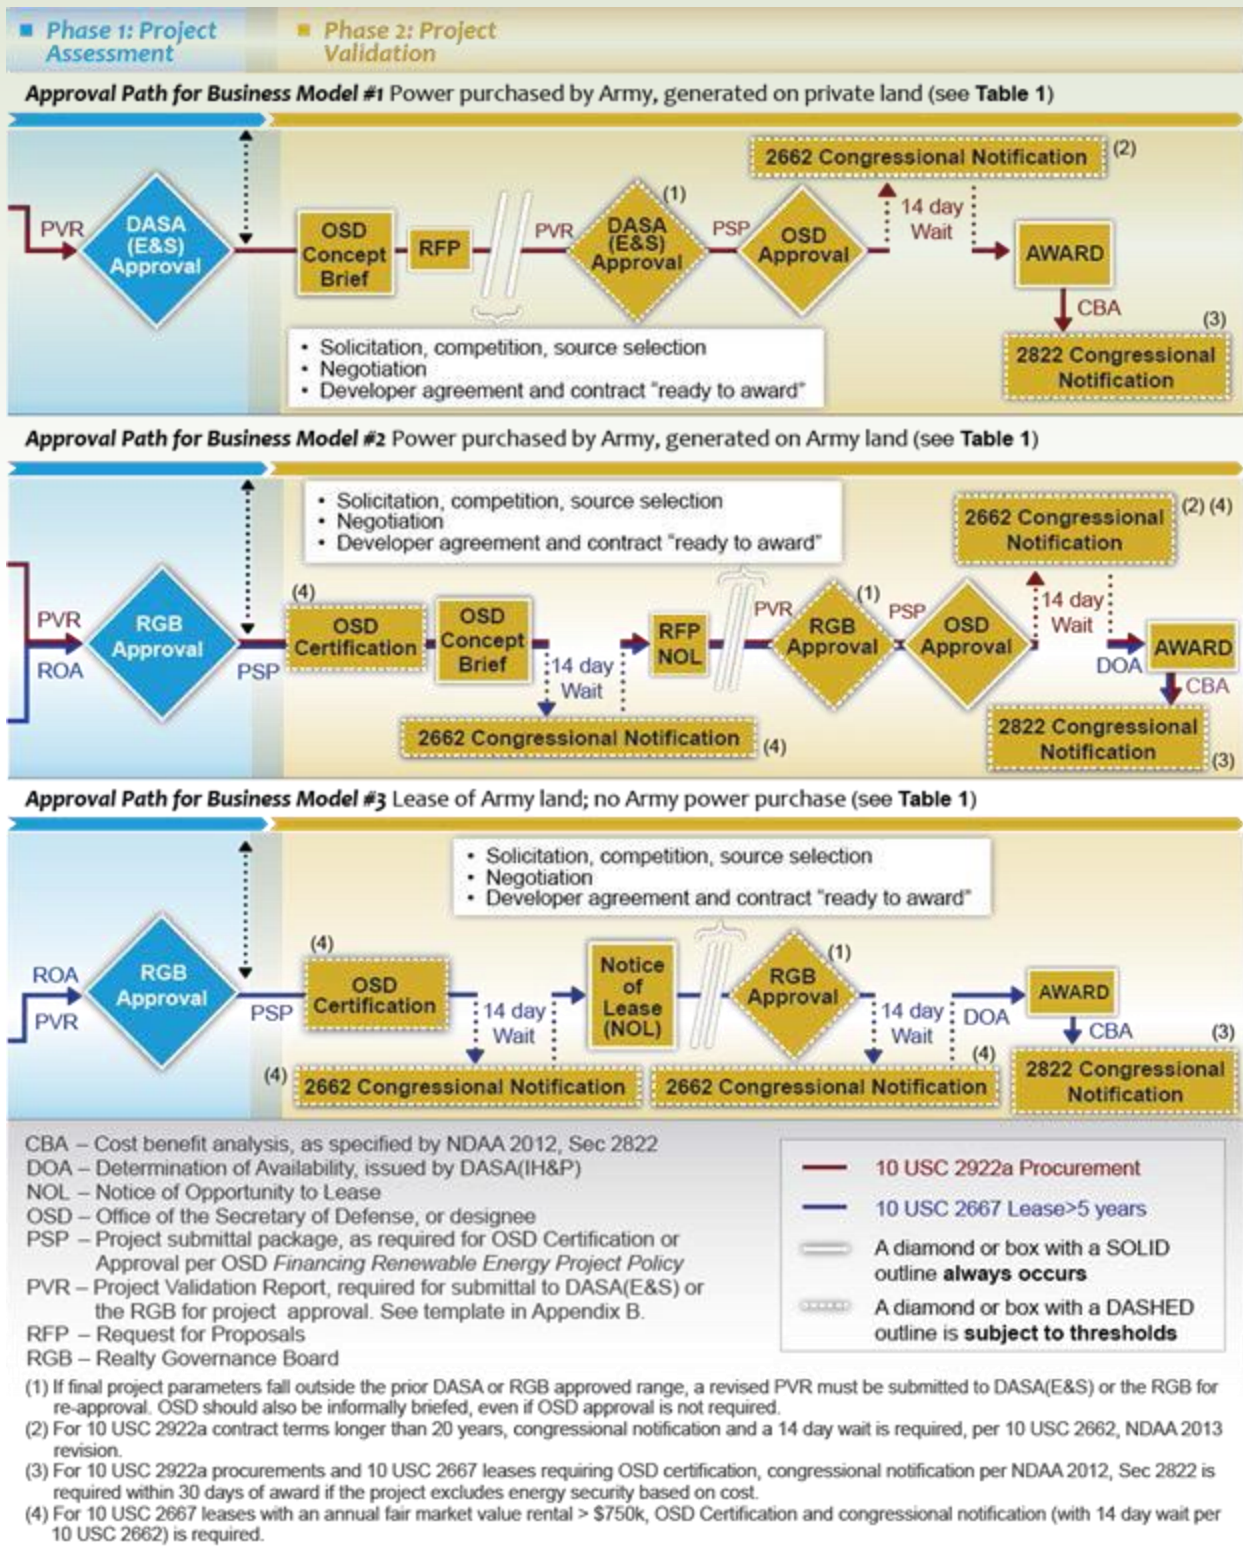 Phase 1: Project
Assessment
Phase 2: Project
Validation
Approval Path for Business Model #1 Power purchased by Army, generated on private land (see Table 1)
2662 Congressional Notification
(2)
PVR
DASA
(E&S)
Approval
OSD
Concept
Brief
RFP
PVR
(1)
DASA
(E&S)
Approval
PSP
OSD
Approval
14 day
Wait
AWARD
CBA
(3)
2822 Congressional
Notification
• Solicitation, competition, source selection
• Negotiation
• Developer agreement and contract “ready to award”
Approval Path for Business Model #2 Power purchased by Army, generated on Army land (see Table 1)
• Solicitation, competition, source selection
• Negotiation
• Developer agreement and contract “ready to award”
2662 Congressional
Notification
(2) (4)
PVR
ROA
RGB
Approval
PSP
(4)
OSD
Certification
OSD
Concept
Brief
14 day
Wait
2662 Congressional Notification
(4)
RFP
NOL
PVR
(1)
RGB
Approval
PSP
OSD
Approval
14 day
Wait
DOA
AWARD
CBA
2822 Congressional
Notification
(3)
Approval Path for Business Model #3 Lease of Army land; no Army power purchase (see Table 1)
• Solicitation, competition, source selection
• Negotiation
• Developer agreement and contract “ready to award”
ROA
PVR
RGB
Approval
PSP
(4)
OSD
Certification
14 day
Wait
(4)
2662 Congressional Notification
Notice
of
Lease
(NOL)
(1)
RGB
Approval
14 day
Wait
(4)
2662 Congressional Notification
DOA
AWARD
CBA
(3)
2822 Congressional
Notification
CBA – Cost benefit analysis, as specified by NDAA 2012, Sec 2822
DOA – Determination of Availability, issued by DASA(IH&P)
NOL – Notice of Opportunity to Lease
OSD – Office of the Secretary of Defense, or designee
PSP – Project submittal package, as required for OSD Certification or
Approval per OSD Financing Renewable Energy Project Policy
PVR – Project Validation Report, required for submittal to DASA(E&S) or
the RGB for project approval. See template in Appendix B.
RFP – Request for Proposals
RGB – Realty Governance Board
10 USC 2922a Procurement
10 USC 2667 Lease>5 years
A diamond or box with a SOLID
outline always occurs
A diamond or box with a DASHED
outline is subject to thresholds
(1) If final project parameters fall outside the prior DASA or RGB approved range, a revised PVR must be submitted to DASA(E&S) or the RGB for
re-approval. OSD should also be informally briefed, even if OSD approval is not required.
(2) For 10 USC 2922a contract terms longer than 20 years, congressional notification and a 14 day wait is required, per 10 USC 2662, NDAA 2013
revision.
(3) For 10 USC 2922a procurements and 10 USC 2667 leases requiring OSD certification, congressional notification per NDAA 2012, Sec 2822 is
required within 30 days of award if the project excludes energy security based on cost.
(4) For 10 USC 2667 leases with an annual fair market value rental > $750k, OSD Certification and congressional notification (with 14 day wait per
10 USC 2662) is required.